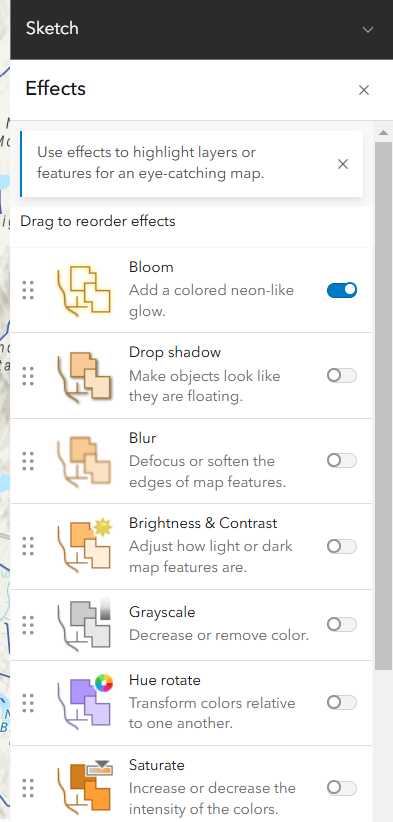 Sketch
Effects
Use effects to highlight layers or
features for an eye-catching map.
Drag to reorder effects
Bloom
Add a colored neon-like
glow.
Drop shadow
Make objects look like
they are floating.
Blur
Defocus or soften the
edges of map features.
Brightness & Contrast
Adjust how light or dark
map features are.
Grayscale
Decrease or remove color.
Hue rotate
Transform colors relative
to one another.
Saturate
Increase or decrease the
intensity of the colors.